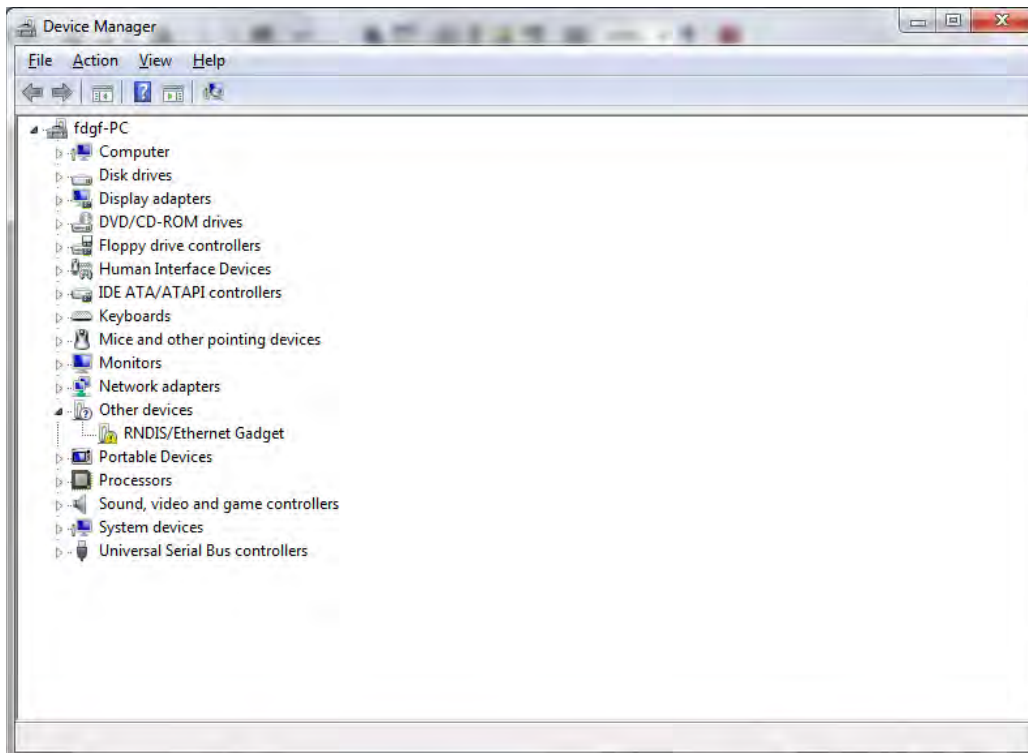 Device Manager
File Action View Help
fdgf-PC
Computer
Disk drives
Display adapters
DVD/CD-ROM drives
Floppy drive controllers
Human Interface Devices
IDE ATA/ATAPI controllers
Keyboards
Mice and other pointing devices
Monitors
Network adapters
Other devices
RNDIS/Ethernet Gadget
Portable Devices
Processors
Sound, video and game controllers
System devices
Universal Serial Bus controllers